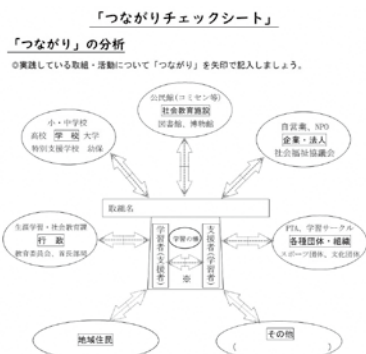 「つながりチェックシート」
「つながり」の分析
◎実践している取組・活動について「つながり」を矢印で記入しましょう。
公民館(コミセン等)
社会教育施設
図書館、博物館
小・中学校
高校 学校 大学
特別支援学校 幼保
自営業、NPO
企業・法人
社会福祉協議会
取組名
生涯学習・社会教育課
行政
教育委員会、首長部局
学習者(支援者)
学習の場
※
支援者(学習者)
PTA、学習サークル
各種団体・組織
スポーツ団体、文化団体
地域住民
その他
( )